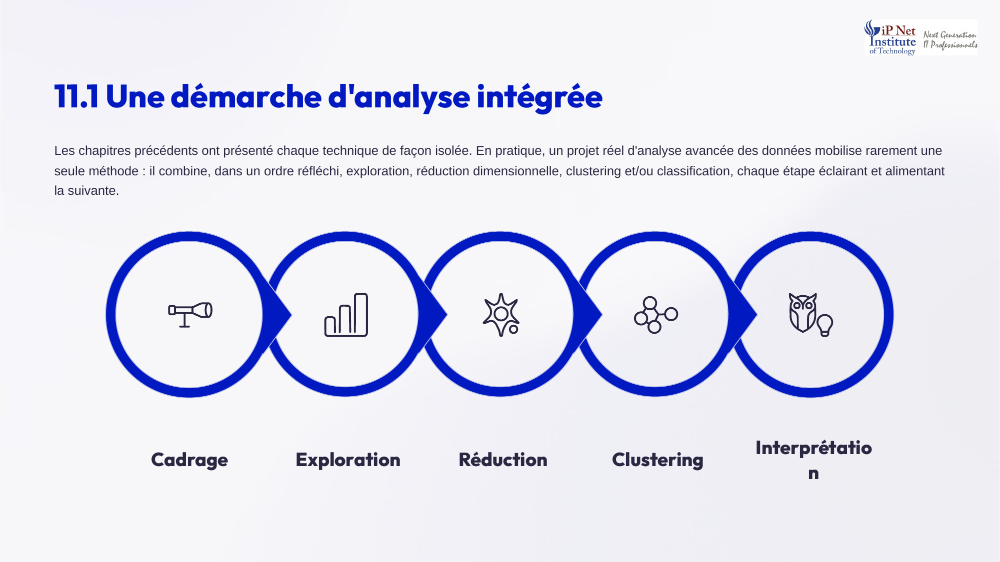 iP Net
Institute
of Technology
Next Generation
IT Professionnels
11.1 Une démarche d'analyse intégrée
Les chapitres précédents ont présenté chaque technique de façon isolée. En pratique, un projet réel d'analyse avancée des données mobilise rarement une
seule méthode : il combine, dans un ordre réfléchi, exploration, réduction dimensionnelle, clustering et/ou classification, chaque étape éclairant et alimentant
la suivante.
Cadrage
Exploration
Réduction
Clustering
Interprétatio
n